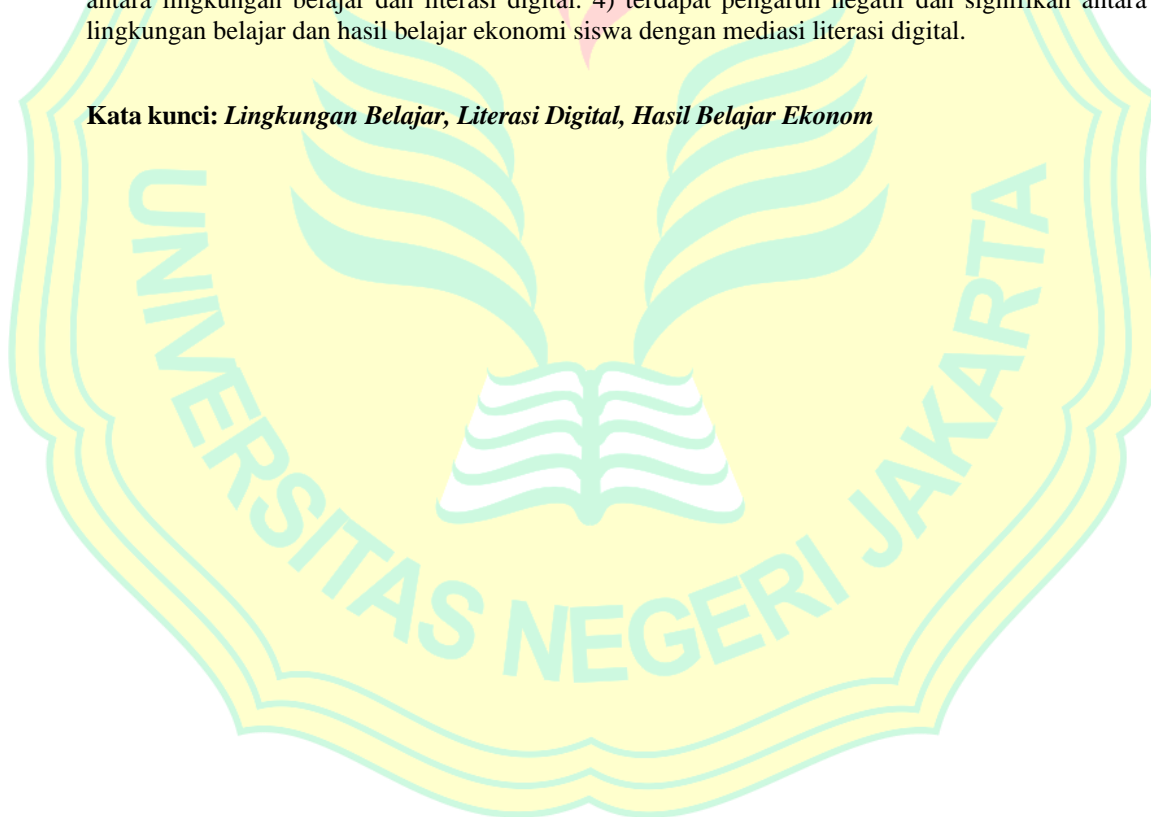 antara lingkungan belajar dan literasi digital. 4) terdapat pengaruh negatif dan signifikan antara
lingkungan belajar dan hasil belajar ekonomi siswa dengan mediasi literasi digital.
Kata kunci: Lingkungan Belajar, Literasi Digital, Hasil Belajar Ekonom
UNIVERSITAS NEGERI JAKARTA